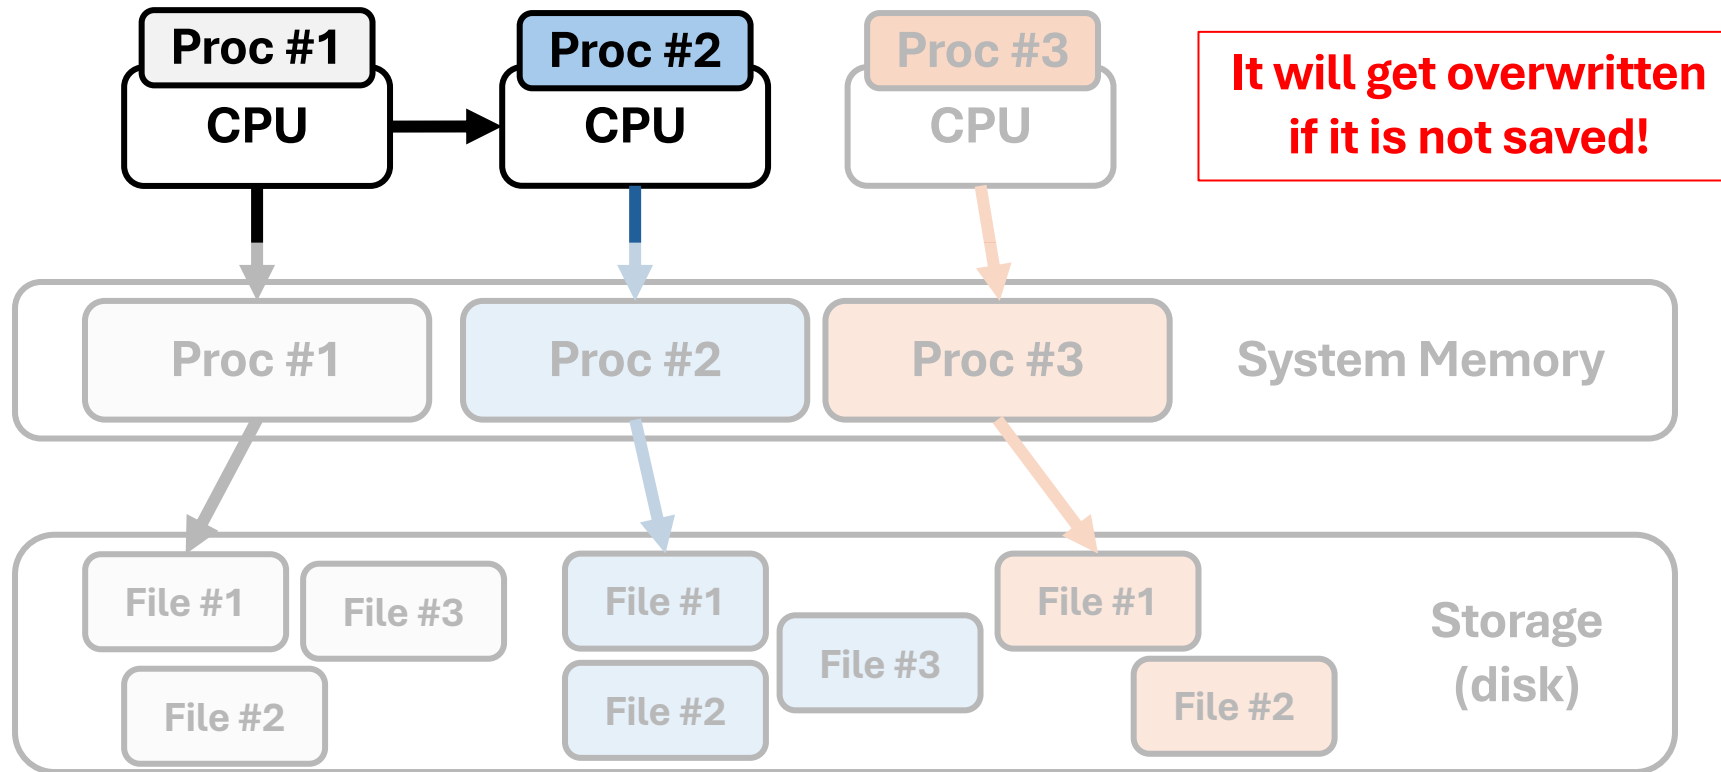 Proc #1
Proc #2
Proc #3
CPU
CPU
CPU
It will get overwritten
if it is not saved!
Proc #1
Proc #2
Proc #3
System Memory
File #1
File #3
File #2
File #1
File #2
File #3
File #1
File #2
Storage
(disk)